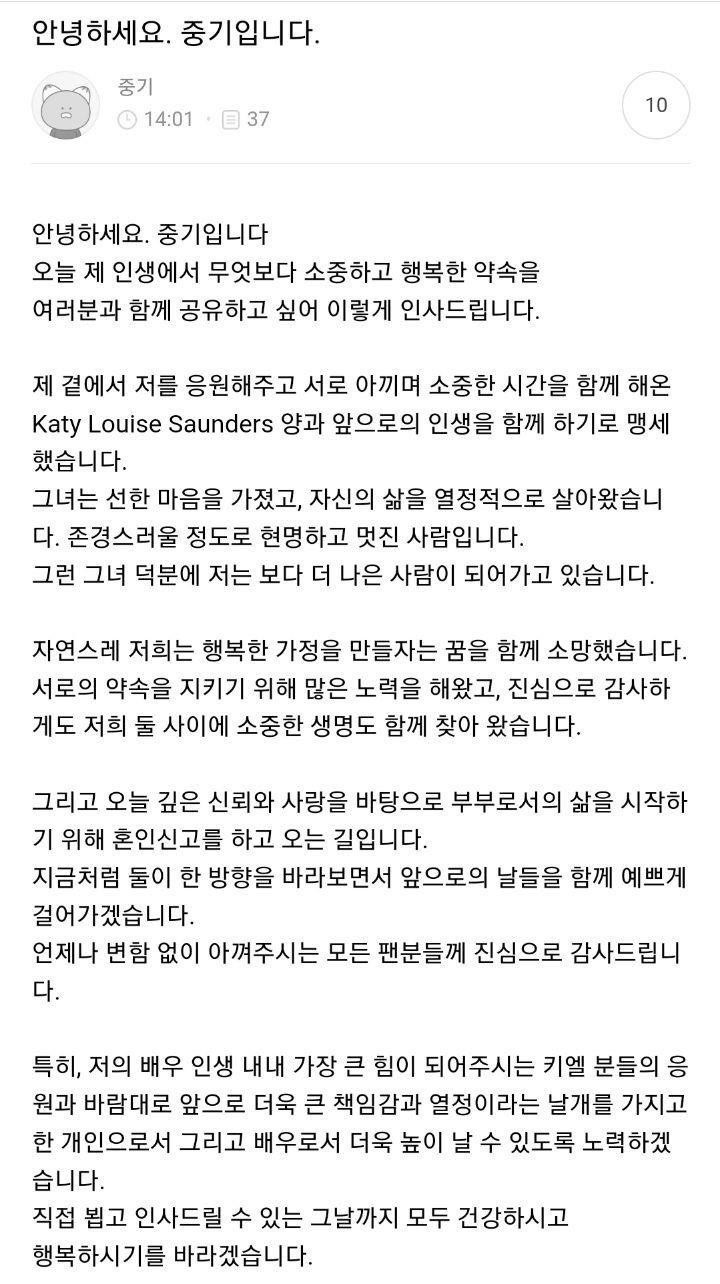 안녕하세요. 중기입니다.
중기
14:01 · 37
10
안녕하세요. 중기입니다
오늘 제 인생에서 무엇보다 소중하고 행복한 약속을
여러분과 함께 공유하고 싶어 이렇게 인사드립니다.
제 곁에서 저를 응원해주고 서로 아끼며 소중한 시간을 함께 해온
Katy Louise Saunders 양과 앞으로의 인생을 함께 하기로 맹세
했습니다.
그녀는 선한 마음을 가졌고, 자신의 삶을 열정적으로 살아왔습니
다. 존경스러울 정도로 현명하고 멋진 사람입니다.
그런 그녀 덕분에 저는 보다 더 나은 사람이 되어가고 있습니다.
자연스레 저희는 행복한 가정을 만들자는 꿈을 함께 소망했습니다.
서로의 약속을 지키기 위해 많은 노력을 해왔고, 진심으로 감사하
게도 저희 둘 사이에 소중한 생명도 함께 찾아 왔습니다.
그리고 오늘 깊은 신뢰와 사랑을 바탕으로 부부로서의 삶을 시작하
기 위해 혼인신고를 하고 오는 길입니다.
지금처럼 둘이 한 방향을 바라보면서 앞으로의 날들을 함께 예쁘게
걸어가겠습니다.
언제나 변함 없이 아껴주시는 모든 팬분들께 진심으로 감사드립니
다.
특히, 저의 배우 인생 내내 가장 큰 힘이 되어주시는 키엘 분들의 응
원과 바람대로 앞으로 더욱 큰 책임감과 열정이라는 날개를 가지고
한 개인으로서 그리고 배우로서 더욱 높이 날 수 있도록 노력하겠
습니다.
직접 뵙고 인사드릴 수 있는 그날까지 모두 건강하시고
행복하시기를 바라겠습니다.